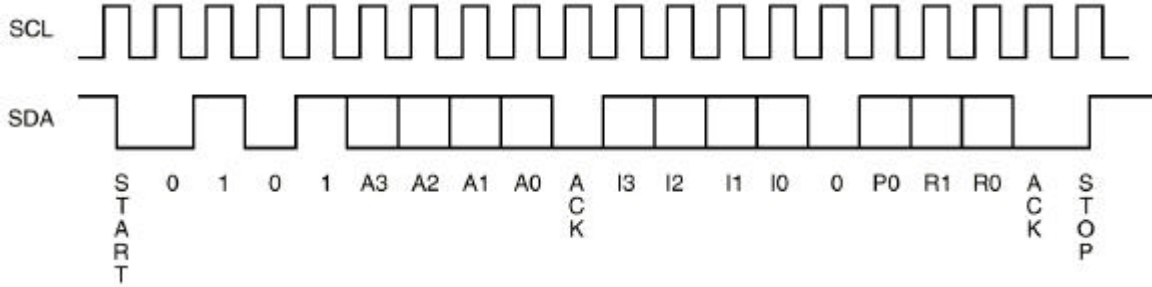 SCL
SDA
START 0 1 0 1 A3 A2 A1 A0 ACK I3 I2 I1 I0 0 P0 R1 R0 ACK STOP